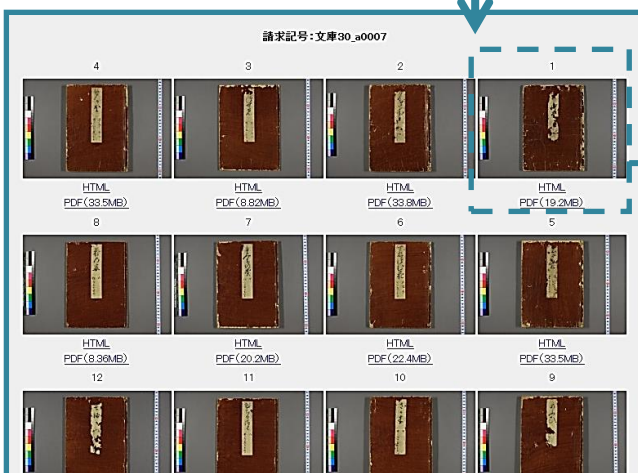 請求記号：文庫30_a0007
4 3 2 1
HTML HTML HTML HTML
PDF(33.5MB) PDF(8.82MB) PDF(33.8MB) PDF(19.2MB)
8 7 6 5
HTML HTML HTML HTML
PDF(8.36MB) PDF(20.2MB) PDF(22.4MB) PDF(33.5MB)
12 11 10 9